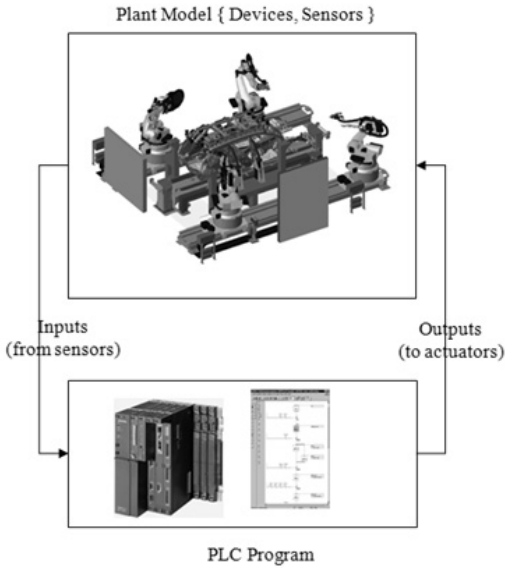 Plant Model { Devices, Sensors }
Inputs
(from sensors)
Outputs
(to actuators)
PLC Program